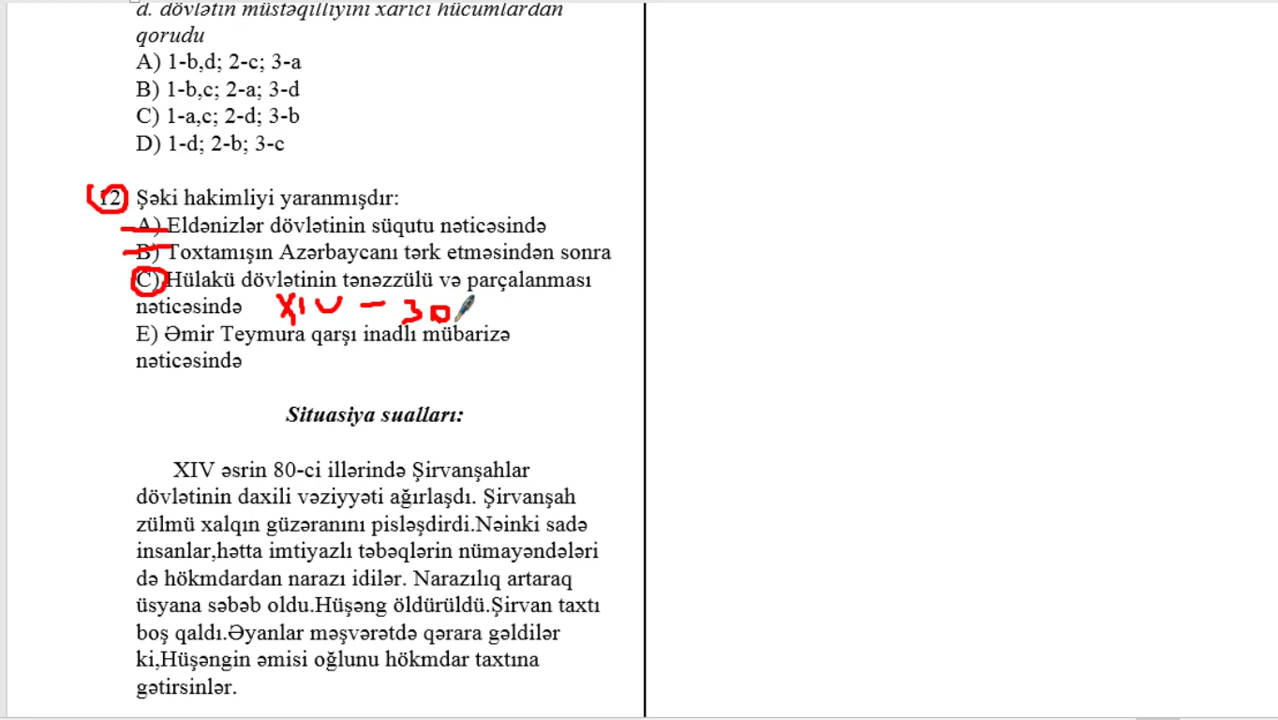 d. dövlətin müstəqilliyini xarici hücumlardan
qorudu
A) 1-b,d; 2-c; 3-a
B) 1-b,c; 2-a; 3-d
C) 1-a,c; 2-d; 3-b
D) 1-d; 2-b; 3-c
12 Şəki hakimliyi yaranmışdır:
A) Eldənizlər dövlətinin süqutu nəticəsində
B) Toxtamışın Azərbaycanı tərk etməsindən sonra
C) Hülakü dövlətinin tənəzzülü və parçalanması
nəticəsində XIV - 30
E) Əmir Teymura qarşı inadlı mübarizə
nəticəsində
Situasiya sualları:
XIV əsrin 80-ci illərində Şirvanşahlar
dövlətinin daxili vəziyyəti ağırlaşdı. Şirvanşah
zülmü xalqın güzəranını pisləşdirdi.Nəinki sadə
insanlar,hətta imtiyazlı təbəqlərin nümayəndələri
də hökmdardan narazı idilər. Narazılıq artaraq
üsyana səbəb oldu.Hüşəng öldürüldü.Şirvan taxtı
boş qaldı.Əyanlar məşvərətdə qərara gəldilər
ki,Hüşəngin əmisi oğlunu hökmdar taxtına
gətirsinlər.